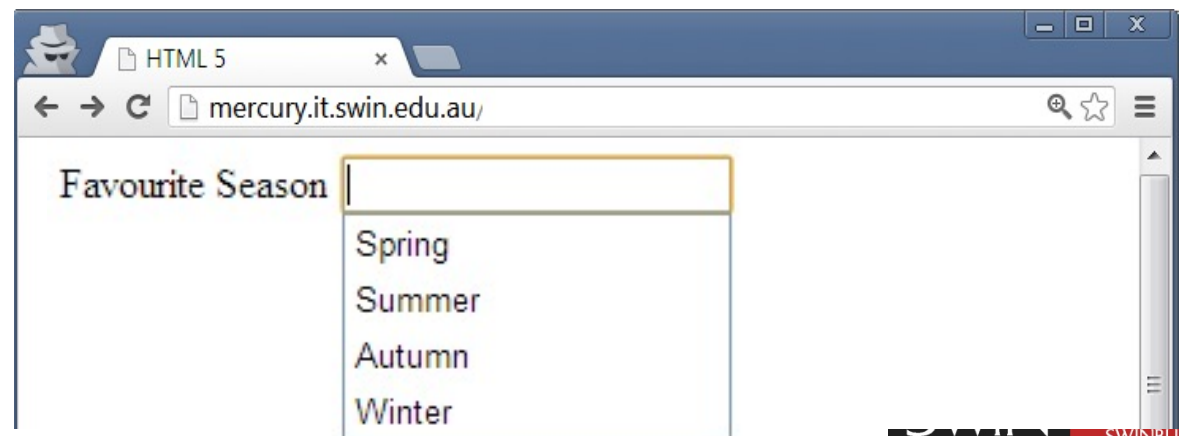 HTML 5
mercury.it.swin.edu.au/
Favourite Season
Spring
Summer
Autumn
Winter